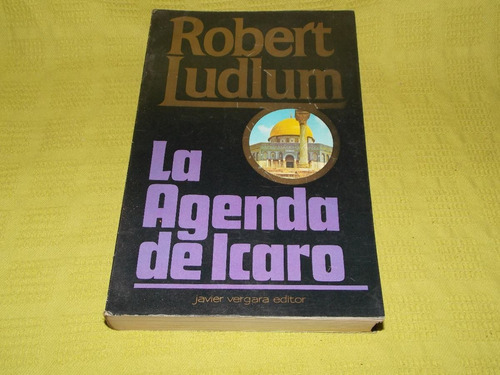 Robert
Ludlum
La
Agenda
de Icaro
javier vergara editor